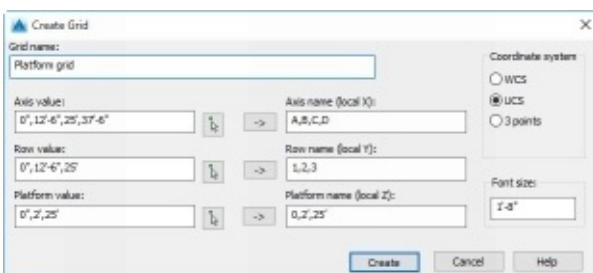 Create Grid
Grid name:
Platform grid
Coordinate system
WCS
UCS
3 points
Axis value:
Axis name (local X):
0",12'-6",25',37'-6"
->
A,B,C,D
Row value:
Row name (local Y):
0",12'-6",25'
->
1,2,3
Platform value:
Platform name (local Z):
0",2',25'
->
0,2',25'
Font size:
1'-8"
Create
Cancel
Help